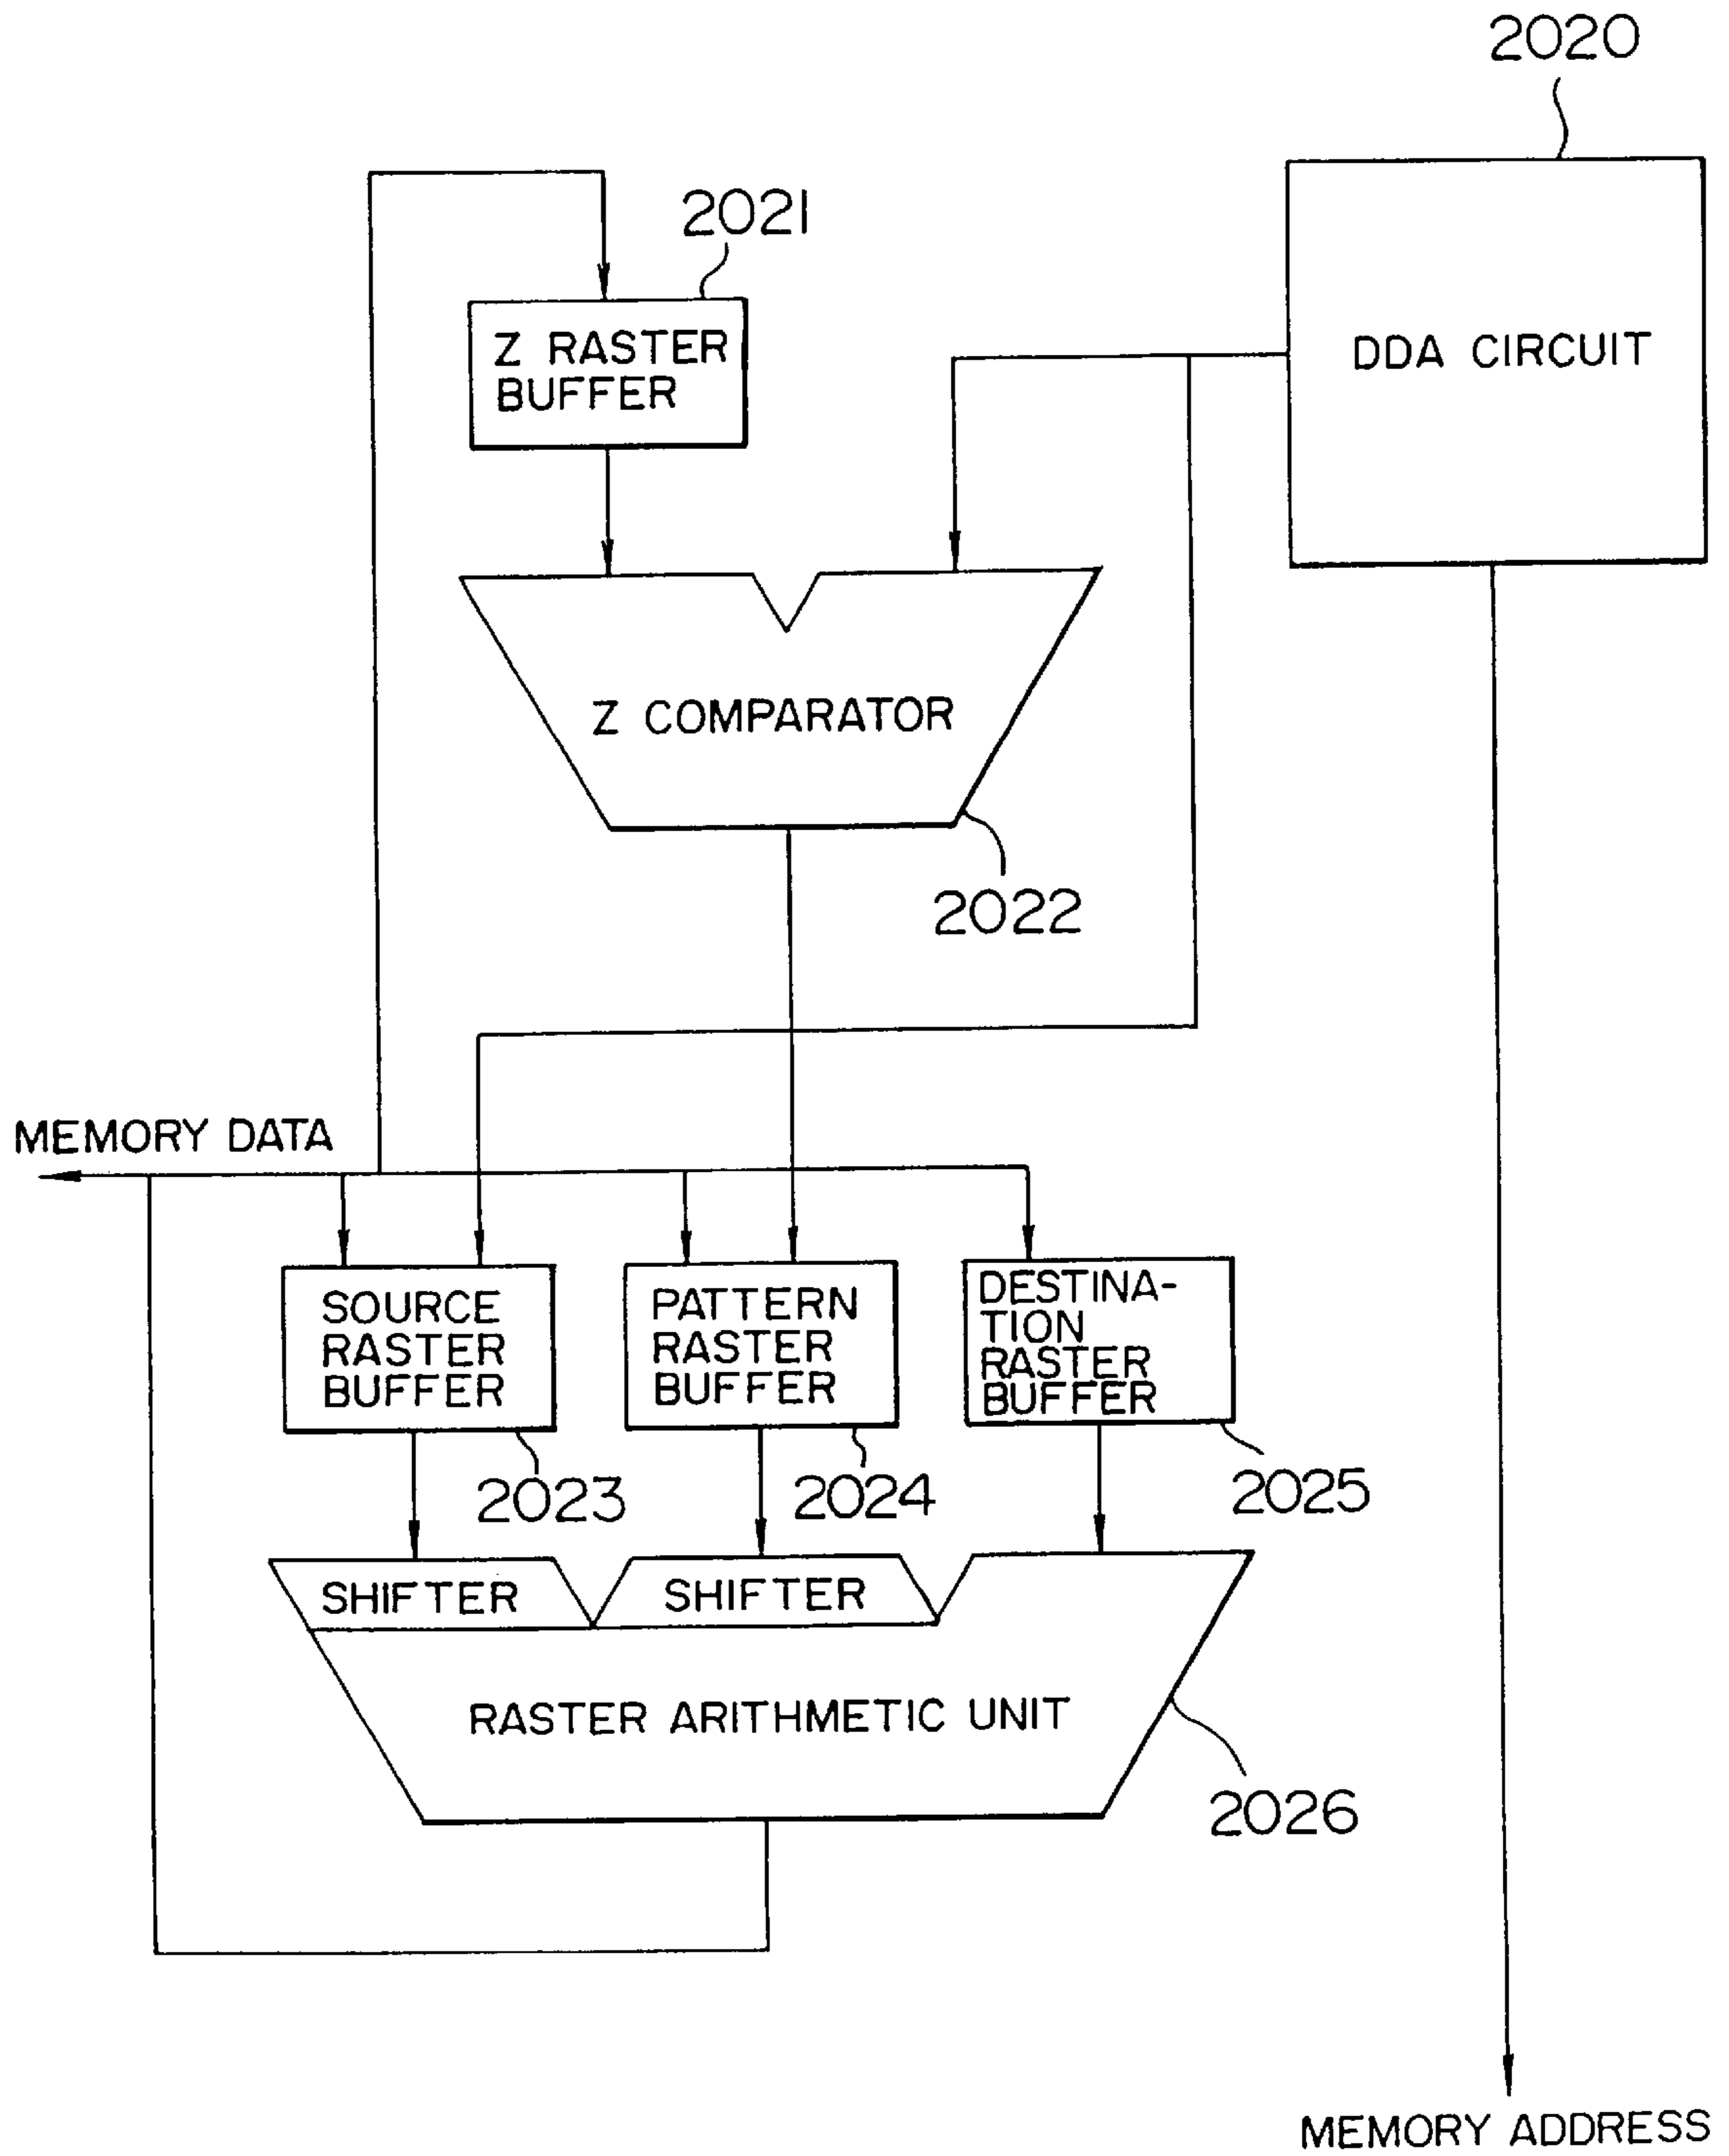 2020
2021
Z RASTER
BUFFER
DDA CIRCUIT
Z COMPARATOR
2022
MEMORY DATA
SOURCE
RASTER
BUFFER
PATTERN
RASTER
BUFFER
DESTINA-
TION
RASTER
BUFFER
2023
2024
2025
SHIFTER
SHIFTER
RASTER ARITHMETIC UNIT
2026
MEMORY ADDRESS